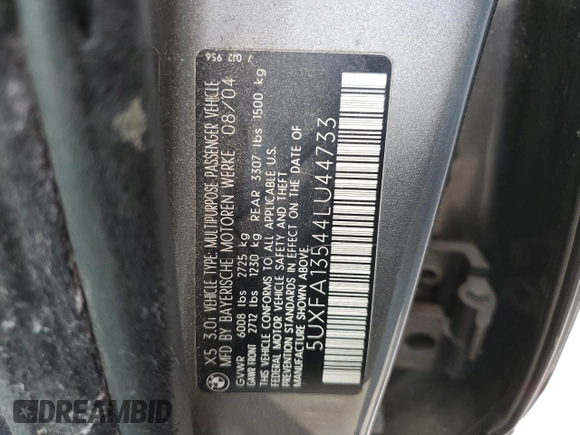 7 012 956
X5 3.0i VEHICLE TYPE: MULTIPURPOSE PASSENGER VEHICLE
MFD BY BAYERISCHE MOTOREN WERKE 08/04
GVWR 6008 lbs 2725 kg
GAWR FRONT 2712 lbs 1230 kg REAR 3307 lbs 1500 kg
THIS VEHICLE CONFORMS TO ALL APPLICABLE U.S.
FEDERAL MOTOR VEHICLE SAFETY AND THEFT
PREVENTION STANDARDS IN EFFECT ON THE DATE OF
MANUFACTURE SHOWN ABOVE.
5UXFA13544LU44733
BMW
DREAMBID